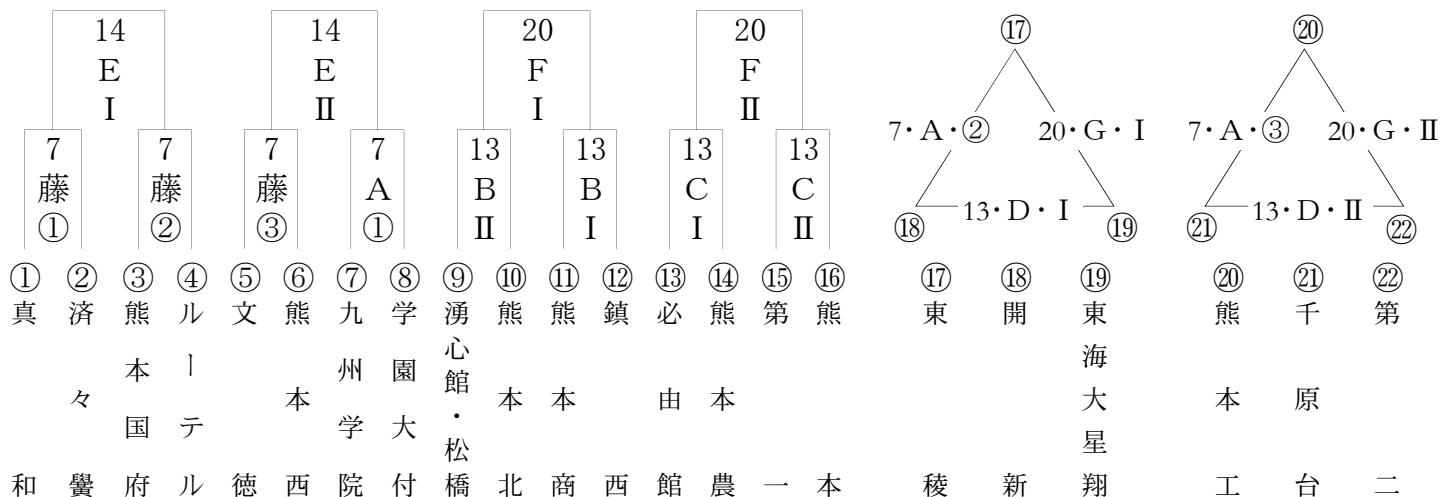 14 E Ⅰ
14 E Ⅱ
20 F Ⅰ
20 F Ⅱ
7 藤 ①
7 藤 ②
7 藤 ③
7 A ①
13 B Ⅱ
13 B Ⅰ
13 C Ⅰ
13 C Ⅱ
⑰
7・A・② 20・G・Ⅰ
⑱ 13・D・Ⅰ ⑲
⑳
7・A・③ 20・G・Ⅱ
㉑ 13・D・Ⅱ ㉒
① 真和
② 済々黌
③ 熊本国府
④ ルーテル
⑤ 文徳
⑥ 熊本西
⑦ 九州学院
⑧ 学園大付
⑨ 湧心館・松橋
⑩ 熊本北
⑪ 熊本商
⑫ 鎮西
⑬ 必由館
⑭ 熊本農
⑮ 第一
⑯ 熊本
⑰ 東稜
⑱ 開新
⑲ 東海大星翔
⑳ 熊本工
㉑ 千原台
㉒ 第二